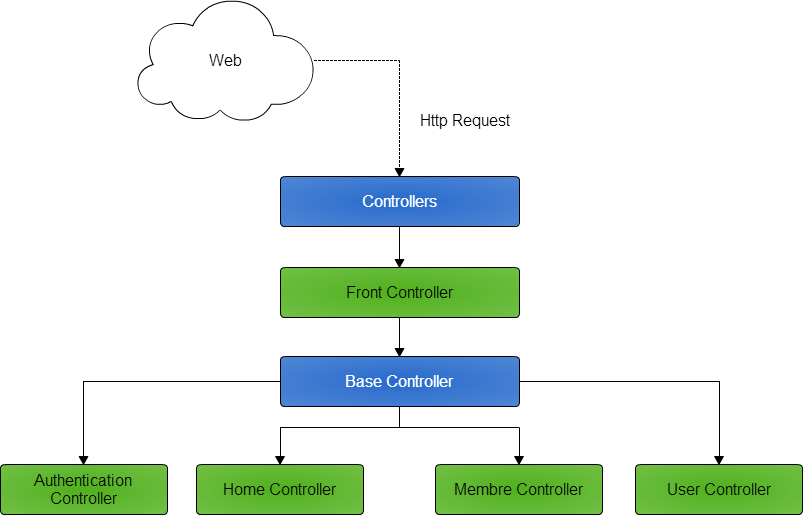 Web
Http Request
Controllers
Front Controller
Base Controller
Authentication
Controller
Home Controller
Membre Controller
User Controller